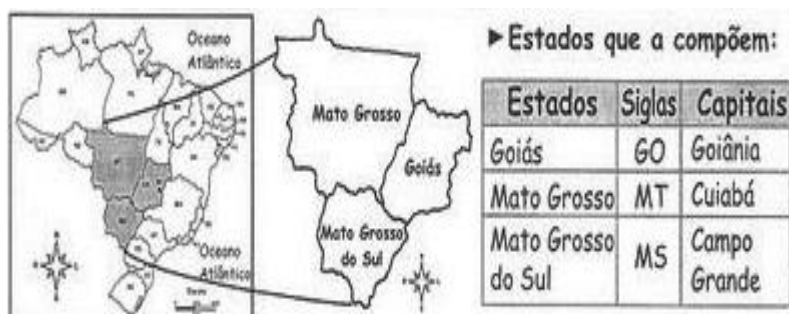 Oceano
Atlântico
Oceano
Atlântico
Mato Grosso
Goiás
Mato Grosso
do Sul
►Estados que a compõem:
Estados Siglas Capitais
Goiás GO Goiânia
Mato Grosso MT Cuiabá
Mato Grosso
do Sul MS Campo
Grande